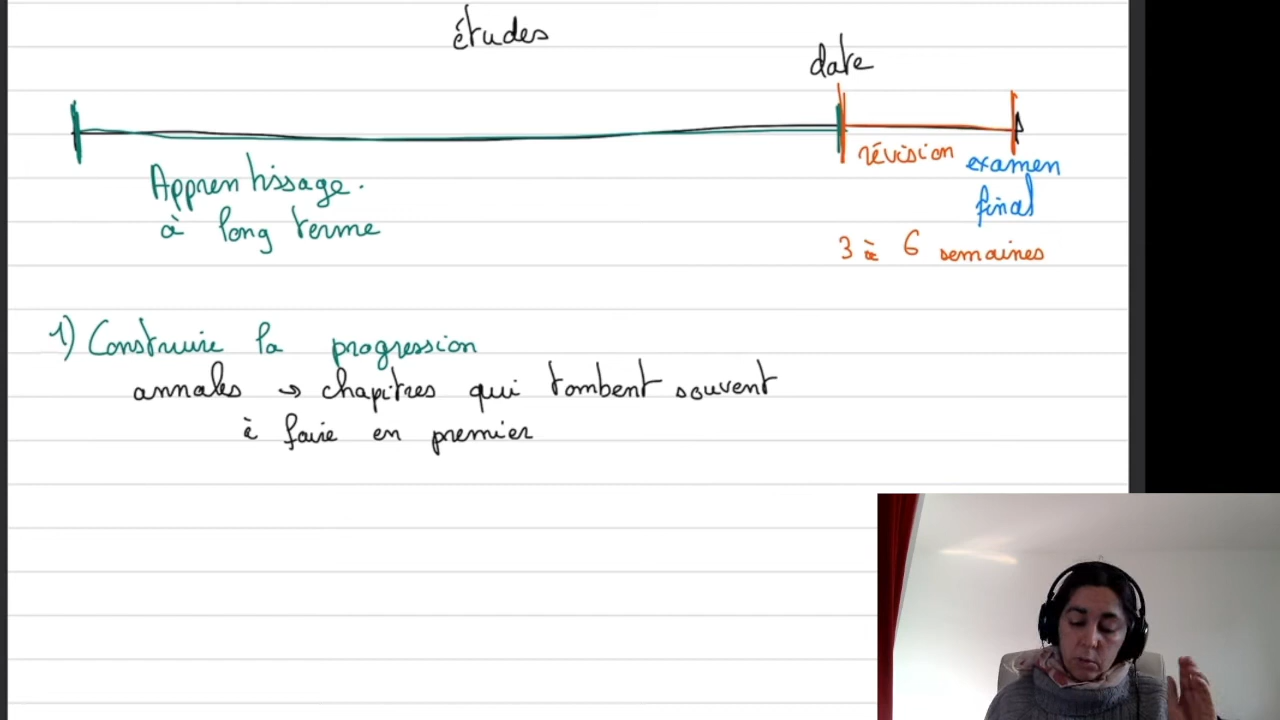 études
date
révision
examen
final
Apprentissage.
à long terme
3 à 6 semaines
1) Construire la progression
annales → chapitres qui tombent souvent
à faire en premier